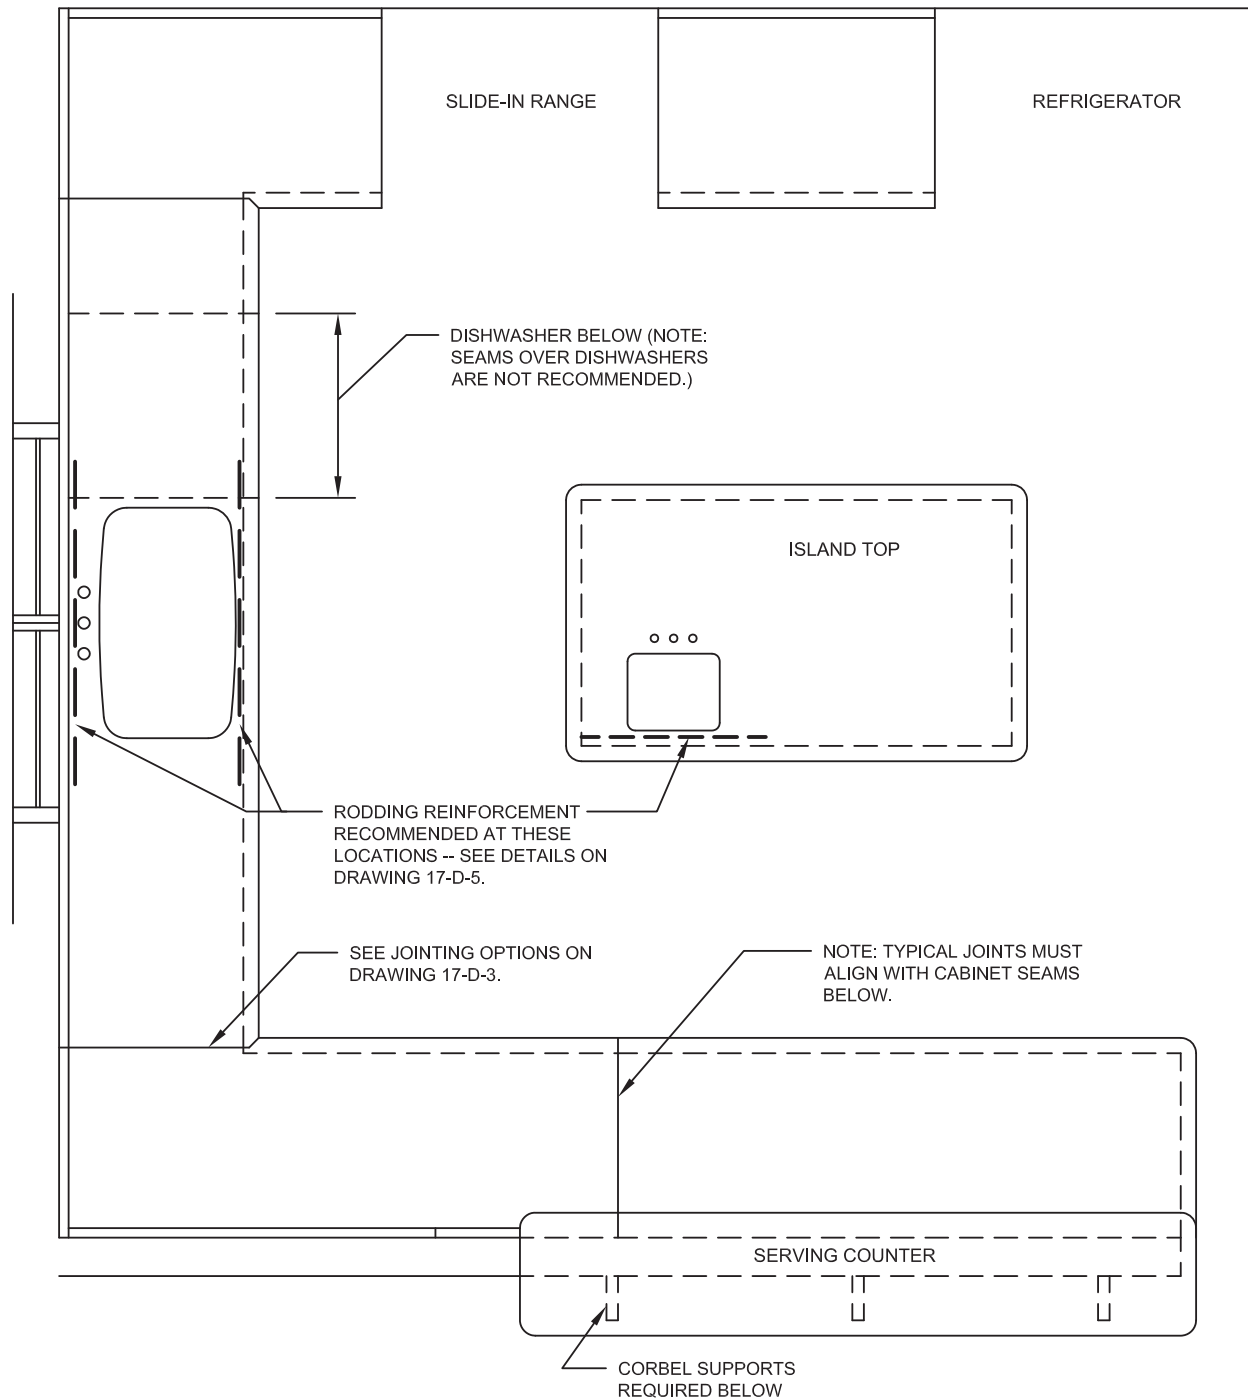 SLIDE-IN RANGE
REFRIGERATOR
DISHWASHER BELOW (NOTE:
SEAMS OVER DISHWASHERS
ARE NOT RECOMMENDED.)
ISLAND TOP
RODDING REINFORCEMENT
RECOMMENDED AT THESE
LOCATIONS -- SEE DETAILS ON
DRAWING 17-D-5.
SEE JOINTING OPTIONS ON
DRAWING 17-D-3.
NOTE: TYPICAL JOINTS MUST
ALIGN WITH CABINET SEAMS
BELOW.
SERVING COUNTER
CORBEL SUPPORTS
REQUIRED BELOW